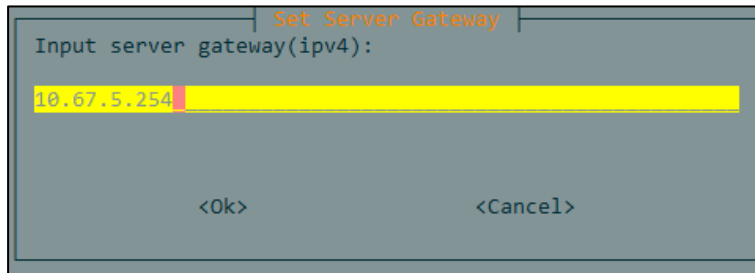 Set Server Gateway
Input server gateway(ipv4):
10.67.5.254
<Ok> <Cancel>